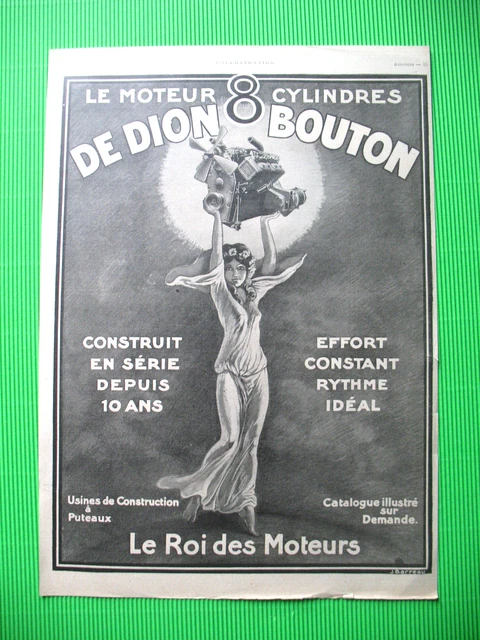 L'ILLUSTRATION
LE MOTEUR 8 CYLINDRES
DE DION BOUTON
CONSTRUIT
EN SÉRIE
DEPUIS
10 ANS
EFFORT
CONSTANT
RYTHME
IDÉAL
Usines de Construction
à
Puteaux
Catalogue illustré
sur
Demande.
Le Roi des Moteurs